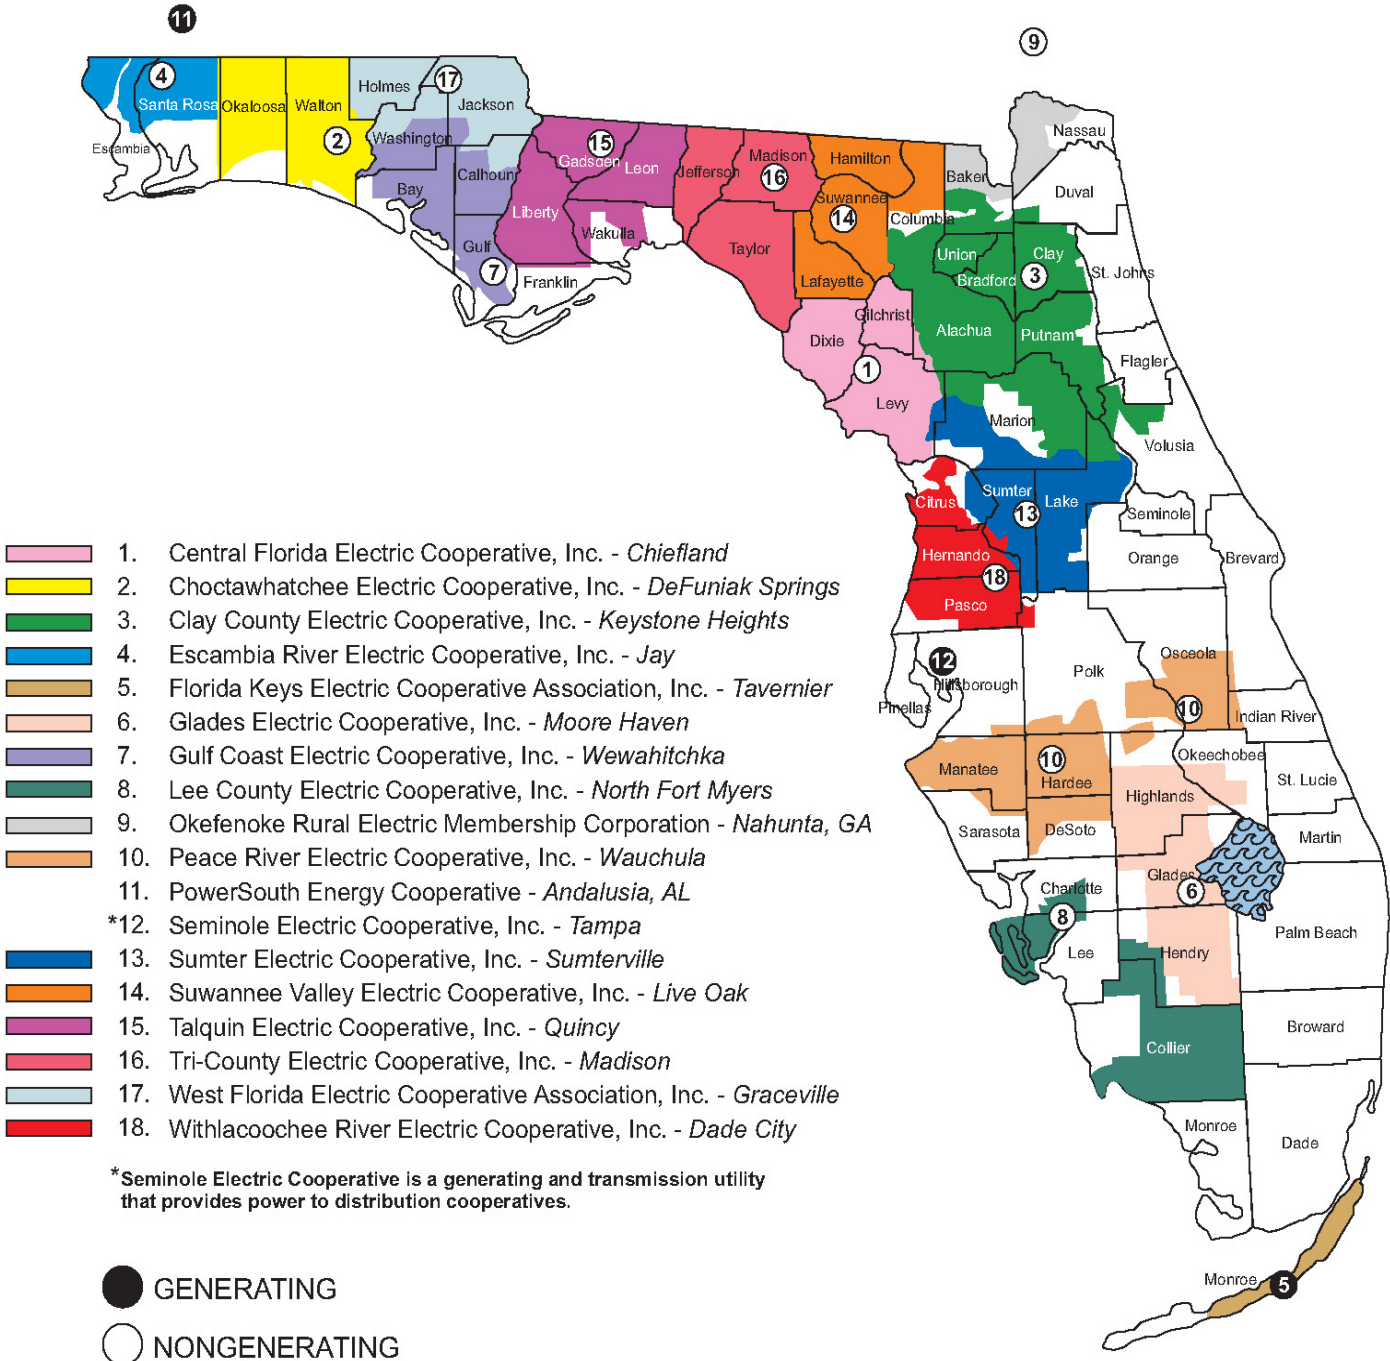 11
9
4
17
Holmes
Jackson
Santa Rosa
Okaloosa
Walton
2
Washington
Escambia
15
Gadsden
Leon
Jefferson
Madison
16
Hamilton
Baker
Nassau
Duval
Bay
Calhoun
Liberty
Wakulla
Suwannee
14
Columbia
Gulf
7
Franklin
Taylor
Lafayette
Union
Bradford
Clay
3
St. Johns
Gilchrist
Dixie
Alachua
Putnam
Flagler
1
Levy
Marion
Volusia
Citrus
Sumter
13
Lake
Seminole
Hernando
18
Orange
Brevard
Pasco
12
Hillsborough
Pinellas
Polk
Osceola
10
Indian River
Manatee
10
Hardee
Okeechobee
St. Lucie
Highlands
Sarasota
DeSoto
Martin
Charlotte
Glades
6
8
Lee
Hendry
Palm Beach
Collier
Broward
Monroe
Dade
Monroe
5
1. Central Florida Electric Cooperative, Inc. - Chiefland
2. Choctawhatchee Electric Cooperative, Inc. - DeFuniak Springs
3. Clay County Electric Cooperative, Inc. - Keystone Heights
4. Escambia River Electric Cooperative, Inc. - Jay
5. Florida Keys Electric Cooperative Association, Inc. - Tavernier
6. Glades Electric Cooperative, Inc. - Moore Haven
7. Gulf Coast Electric Cooperative, Inc. - Wewahitchka
8. Lee County Electric Cooperative, Inc. - North Fort Myers
9. Okefenoke Rural Electric Membership Corporation - Nahunta, GA
10. Peace River Electric Cooperative, Inc. - Wauchula
11. PowerSouth Energy Cooperative - Andalusia, AL
*12. Seminole Electric Cooperative, Inc. - Tampa
13. Sumter Electric Cooperative, Inc. - Sumterville
14. Suwannee Valley Electric Cooperative, Inc. - Live Oak
15. Talquin Electric Cooperative, Inc. - Quincy
16. Tri-County Electric Cooperative, Inc. - Madison
17. West Florida Electric Cooperative Association, Inc. - Graceville
18. Withlacoochee River Electric Cooperative, Inc. - Dade City
*Seminole Electric Cooperative is a generating and transmission utility
that provides power to distribution cooperatives.
GENERATING
NONGENERATING